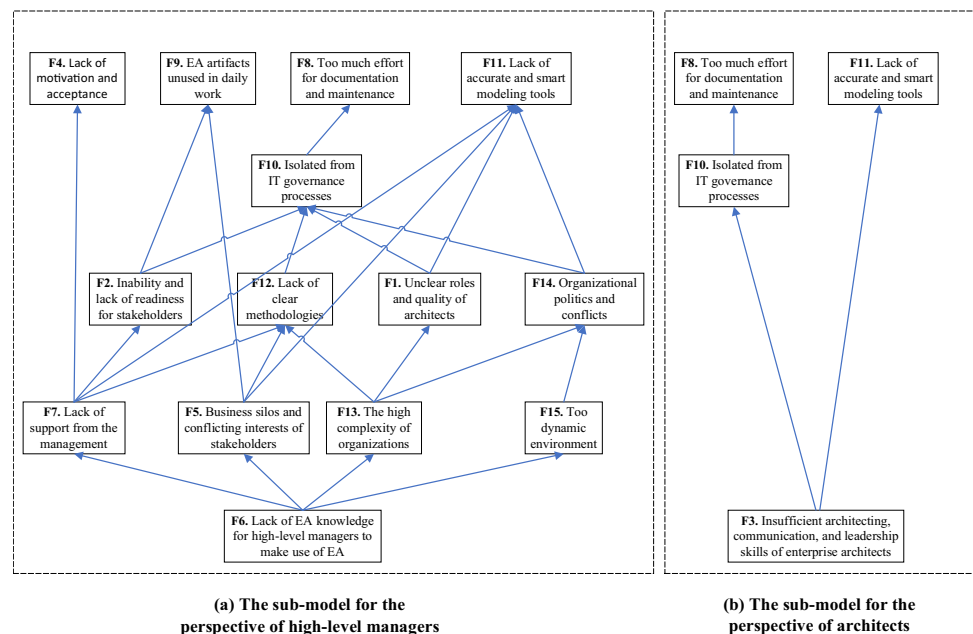 F4. Lack of
motivation and
acceptance
F9. EA artifacts
unused in daily
work
F8. Too much effort
for documentation
and maintenance
F11. Lack of
accurate and smart
modeling tools
F10. Isolated from
IT governance
processes
F2. Inability and
lack of readiness
for stakeholders
F12. Lack of
clear
methodologies
F1. Unclear roles
and quality of
architects
F14. Organizational
politics and
conflicts
F7. Lack of
support from the
management
F5. Business silos and
conflicting interests of
stakeholders
F13. The high
complexity of
organizations
F15. Too
dynamic
environment
F6. Lack of EA knowledge
for high-level managers to
make use of EA
(a) The sub-model for the
perspective of high-level managers
F8. Too much effort
for documentation
and maintenance
F11. Lack of
accurate and smart
modeling tools
F10. Isolated from
IT governance
processes
F3. Insufficient architecting,
communication, and leadership
skills of enterprise architects
(b) The sub-model for the
perspective of architects